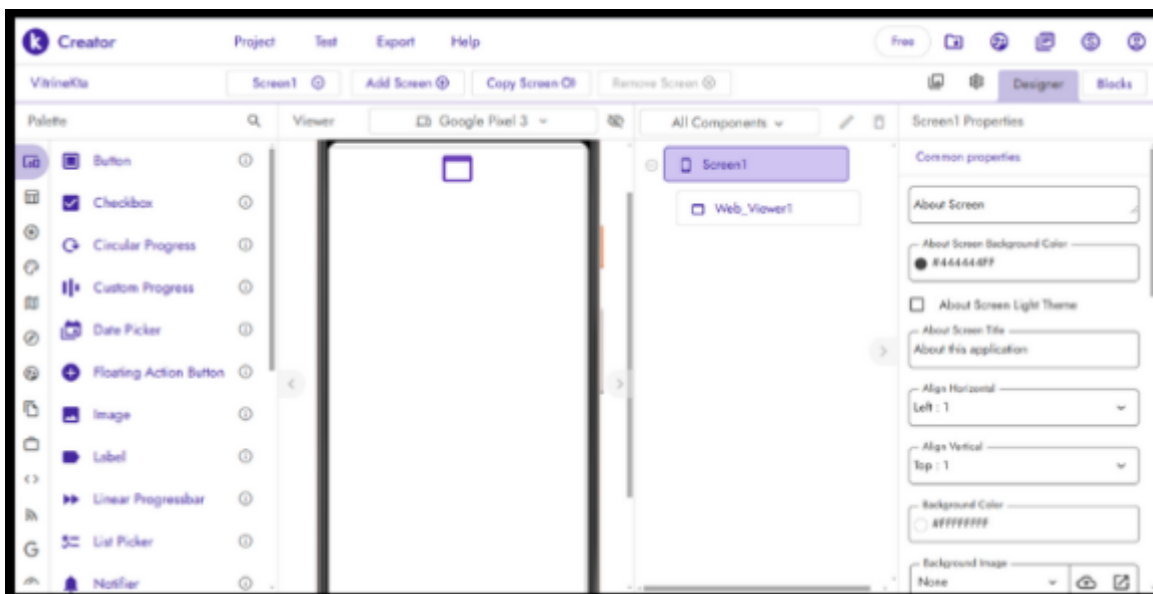 Creator Project Test Export Help Free
VitrineKita Screen1 Add Screen Copy Screen Remove Screen Designer Blocks
Palette Viewer Google Pixel 3 All Components Screen1 Properties
Button
Checkbox
Circular Progress
Custom Progress
Date Picker
Floating Action Button
Image
Label
Linear Progressbar
List Picker
Notifier
Screen1
Web_Viewer1
Common properties
About Screen
About Screen Background Color
#444444FF
About Screen Light Theme
About Screen Title
About this application
Align Horizontal
Left : 1
Align Vertical
Top : 1
Background Color
#FFFFFFFF
Background Image
None